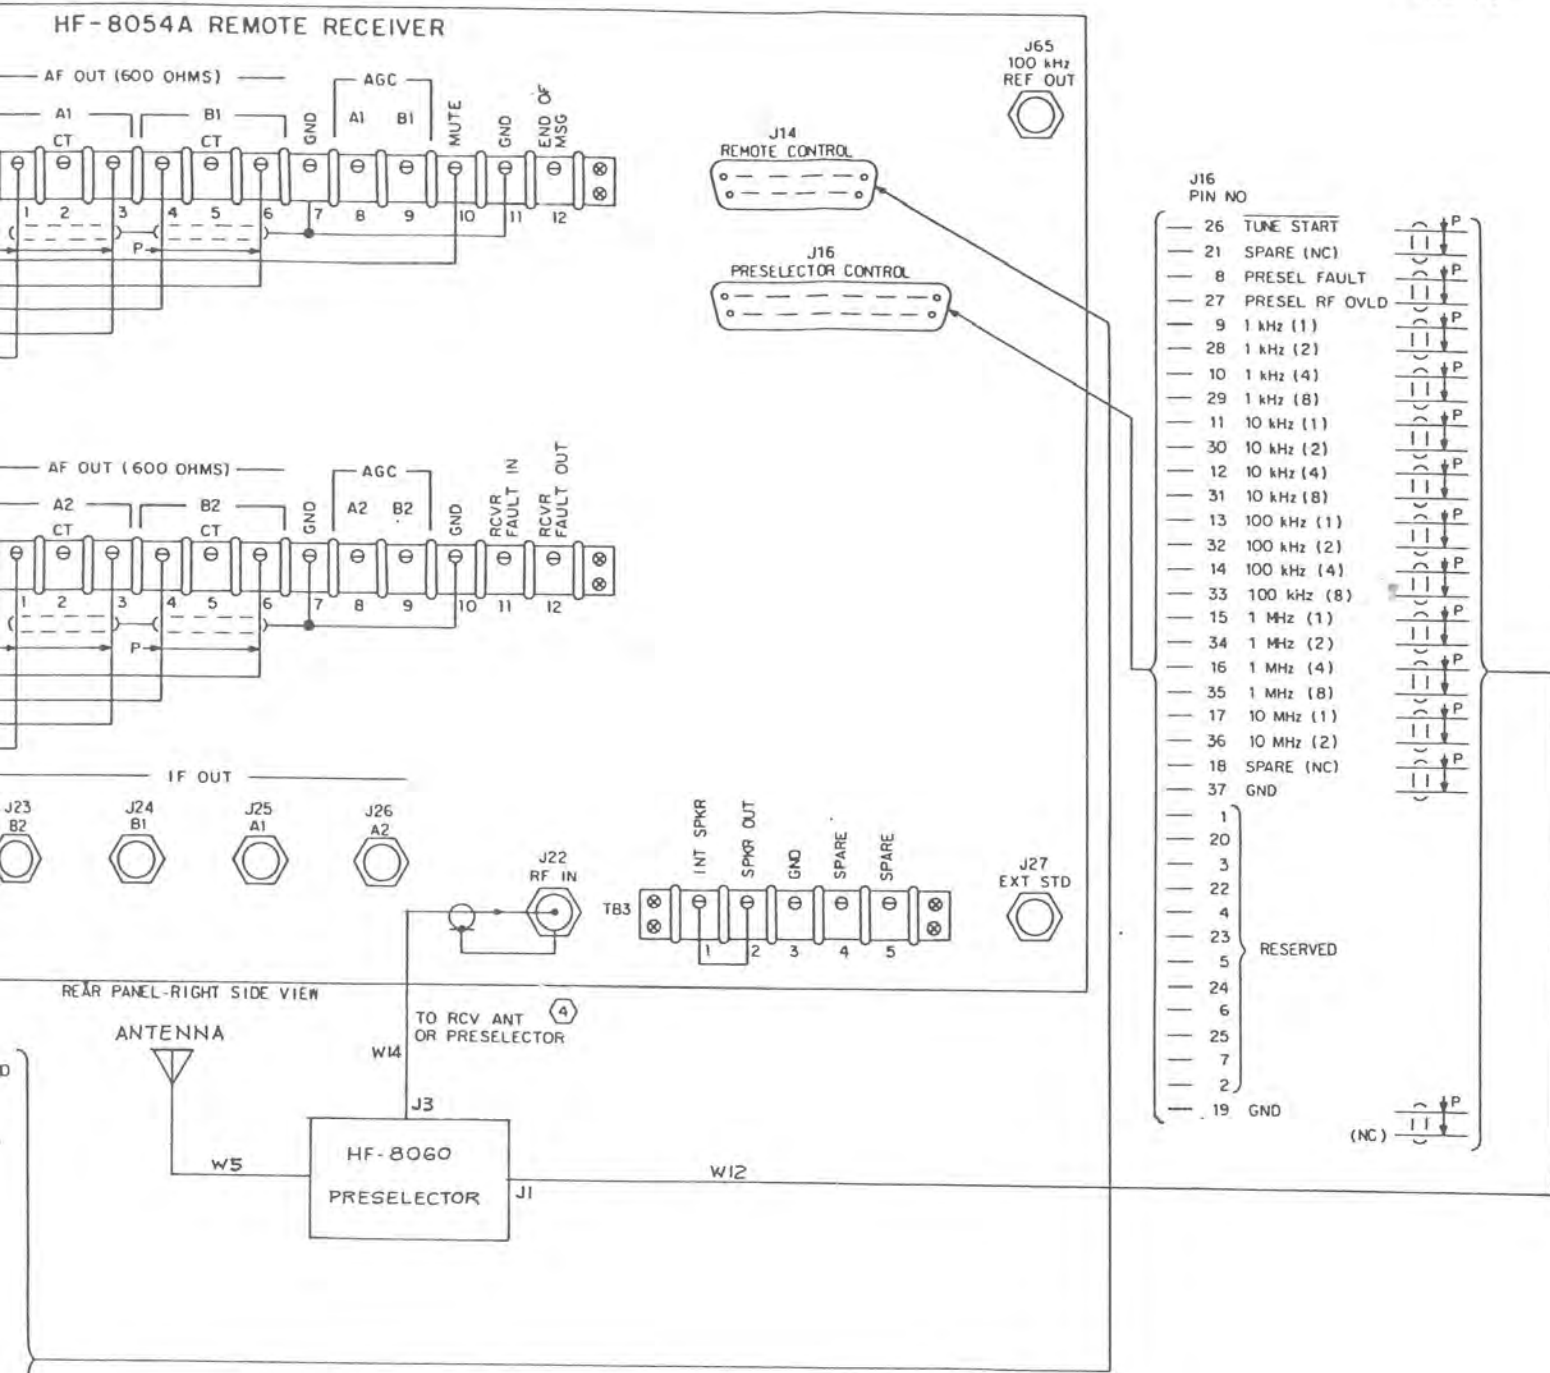 HF-8054A REMOTE RECEIVER
AF OUT (600 OHMS)
AGC
A1
B1
CT
CT
GND
A1
B1
MUTE
GND
END OF
MSG
1 2 3 4 5 6 7 8 9 10 11 12
P
J65
100 kHz
REF OUT
J14
REMOTE CONTROL
J16
PRESELECTOR CONTROL
AF OUT (600 OHMS)
AGC
A2
B2
CT
CT
GND
A2
B2
GND
RCVR
FAULT IN
RCVR
FAULT OUT
1 2 3 4 5 6 7 8 9 10 11 12
P
IF OUT
J23
B2
J24
B1
J25
A1
J26
A2
J22
RF IN
TB3
INT SPKR
SPKR OUT
GND
SPARE
SPARE
1 2 3 4 5
J27
EXT STD
REAR PANEL-RIGHT SIDE VIEW
ANTENNA
TO RCV ANT 4
OR PRESELECTOR
W14
J3
HF-8060
PRESELECTOR
W5
J1
W12
J16
PIN NO
26 TUNE START P
21 SPARE (NC)
8 PRESEL FAULT P
27 PRESEL RF OVLD
9 1 kHz (1) P
28 1 kHz (2)
10 1 kHz (4) P
29 1 kHz (8)
11 10 kHz (1) P
30 10 kHz (2)
12 10 kHz (4) P
31 10 kHz (8)
13 100 kHz (1) P
32 100 kHz (2)
14 100 kHz (4) P
33 100 kHz (8)
15 1 MHz (1) P
34 1 MHz (2)
16 1 MHz (4) P
35 1 MHz (8)
17 10 MHz (1) P
36 10 MHz (2)
18 SPARE (NC) P
37 GND
1
20
3
22
4
23
5
24
6
25
7
2
RESERVED
19 GND P
(NC)